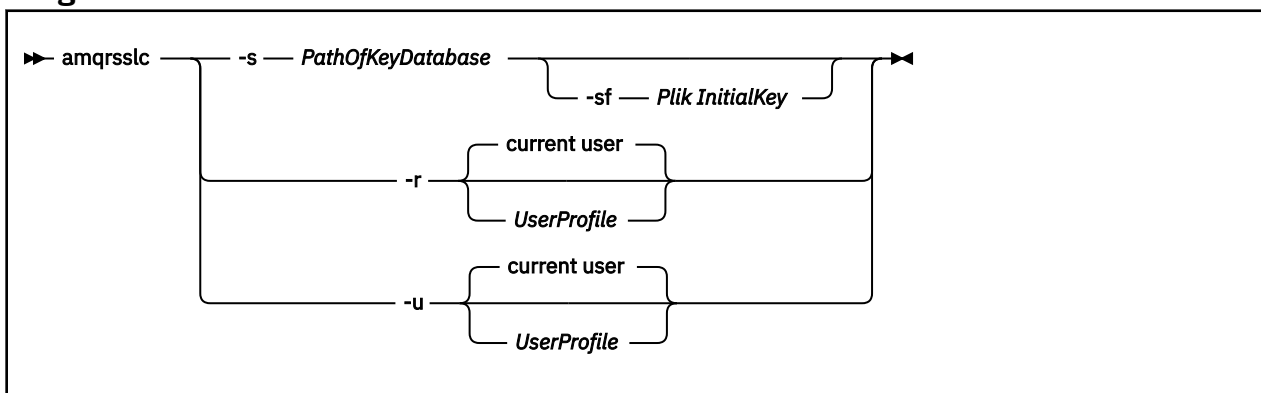 amqrsslc -s PathOfKeyDatabase
-sf Plik InitialKey
current user
-r
UserProfile
current user
-u
UserProfile